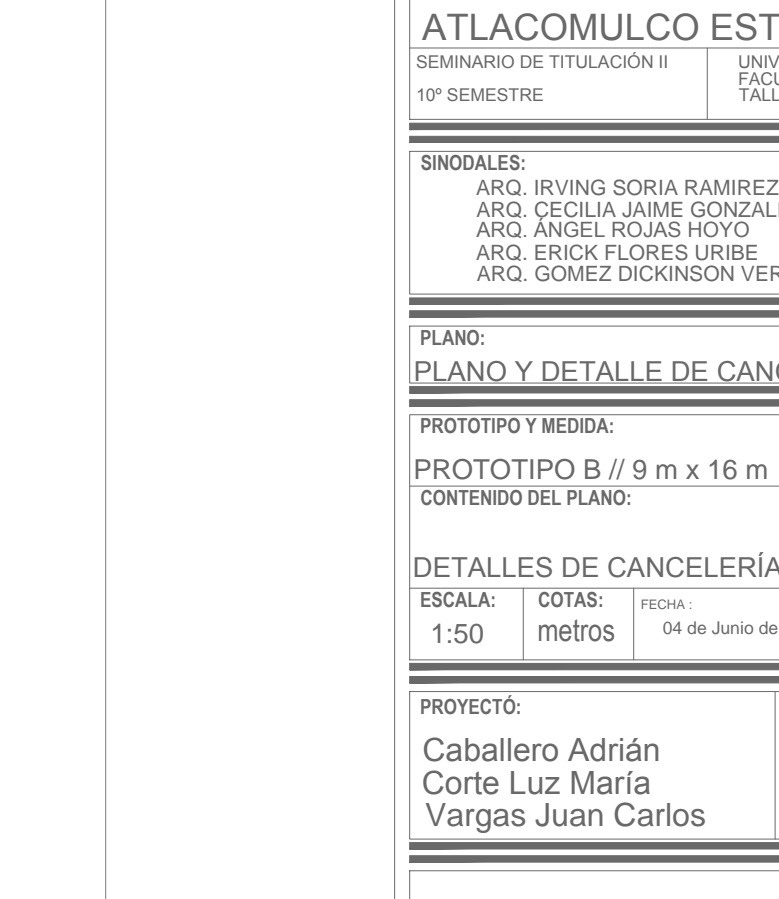 ATLACOMULCO EST
SEMINARIO DE TITULACIÓN II
10º SEMESTRE
UNIV
FACU
TALL
SINODALES:
ARQ. IRVING SORIA RAMIREZ
ARQ. CECILIA JAIME GONZAL
ARQ. ÁNGEL ROJAS HOYO
ARQ. ERICK FLORES URIBE
ARQ. GOMEZ DICKINSON VER
PLANO:
PLANO Y DETALLE DE CANC
PROTOTIPO Y MEDIDA:
PROTOTIPO B // 9 m x 16 m
CONTENIDO DEL PLANO:
DETALLES DE CANCELERÍA
ESCALA:
1:50
COTAS:
metros
FECHA :
04 de Junio de
PROYECTÓ:
Caballero Adrián
Corte Luz María
Vargas Juan Carlos